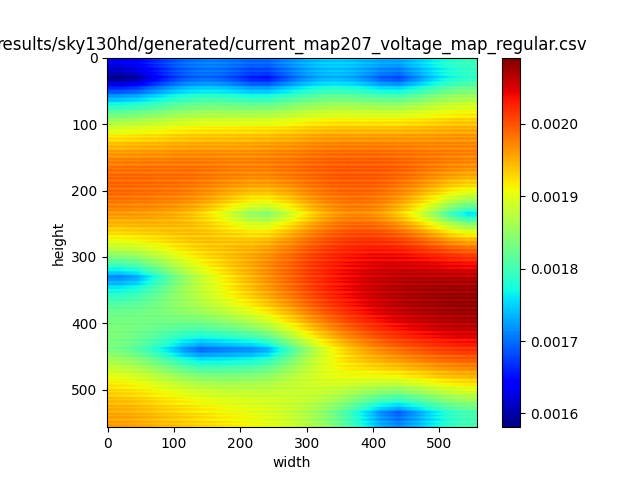 results/sky130hd/generated/current_map207_voltage_map_regular.csv
0
100
200
300
400
500
height
0 100 200 300 400 500
width
0.0020
0.0019
0.0018
0.0017
0.0016